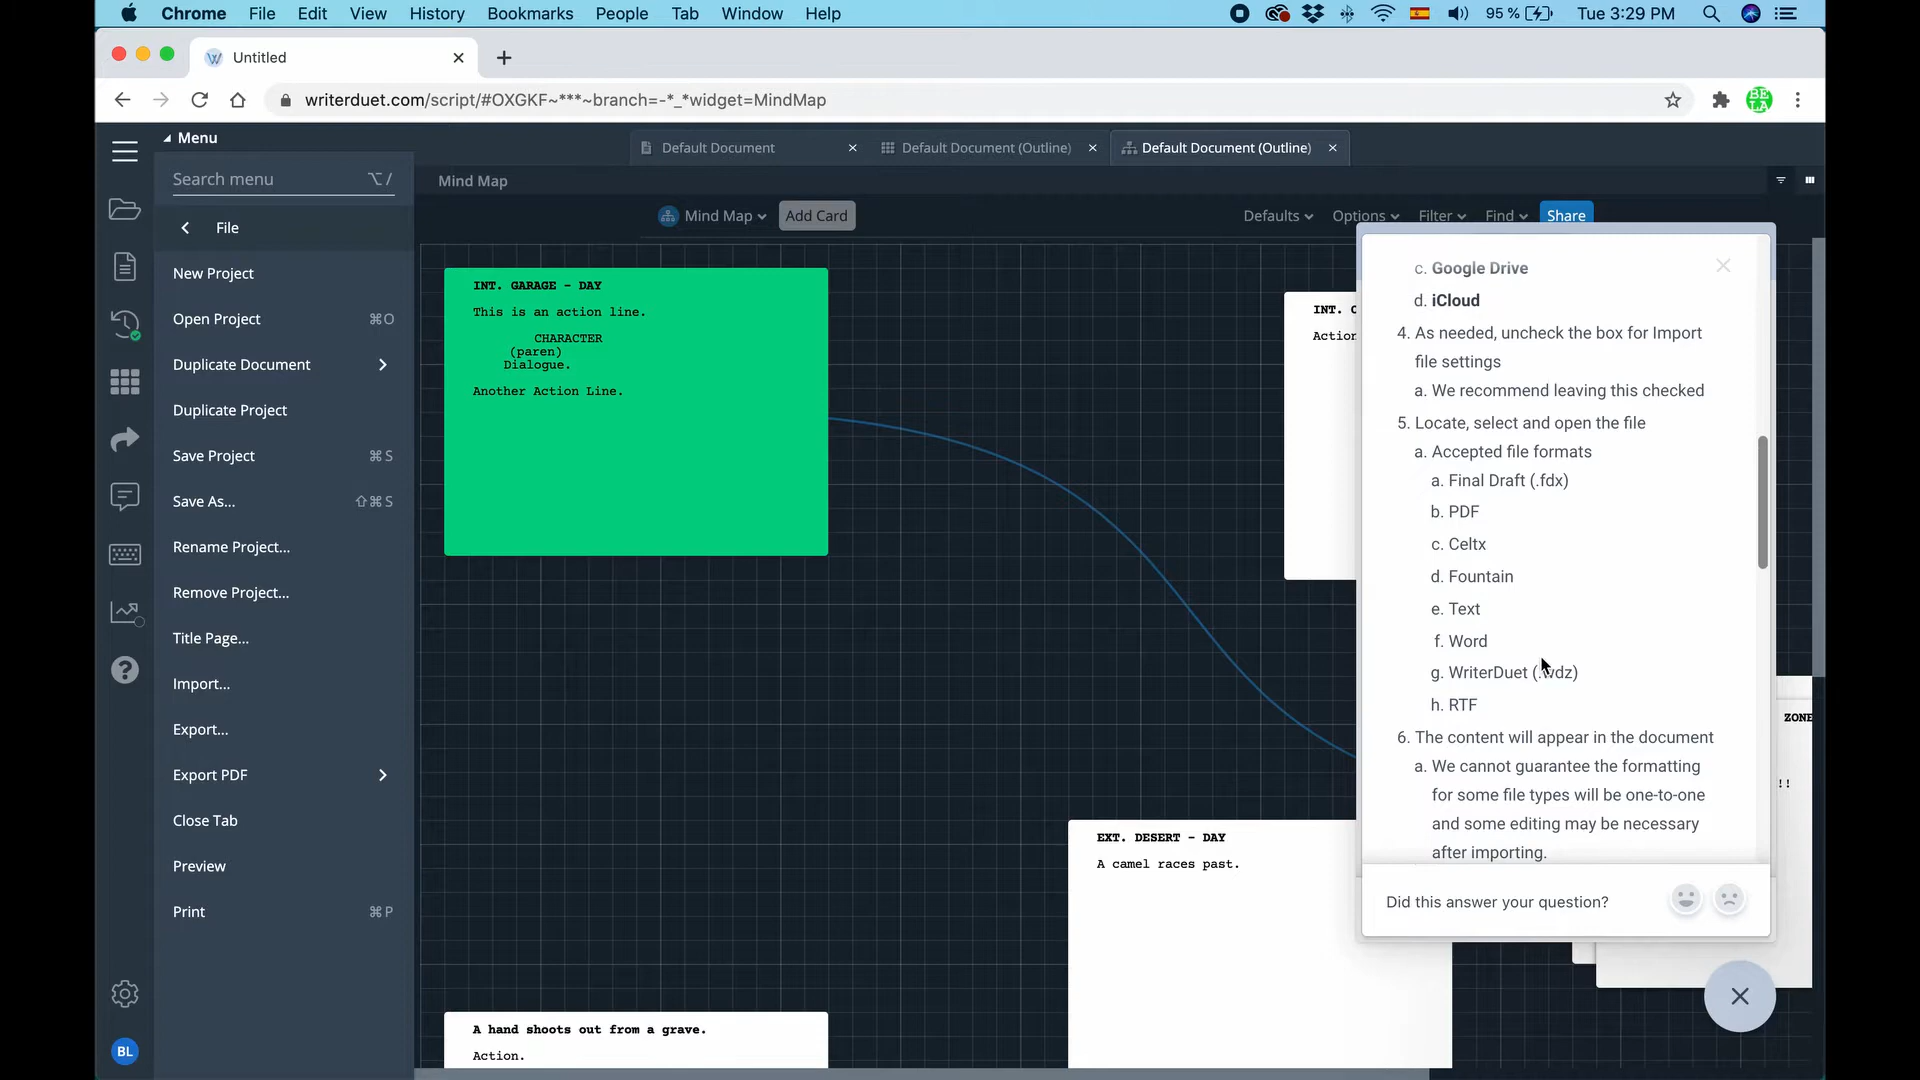 Chrome File Edit View History Bookmarks People Tab Window Help
95 % Tue 3:29 PM
Untitled
writerduet.com/script/#OXGKF~***~branch=-*_*widget=MindMap
BE
LA
Menu
Default Document
Default Document (Outline)
Default Document (Outline)
Search menu ⌥ /
Mind Map
File
Mind Map
Add Card
Defaults
Options
Filter
Find
Share
New Project
Open Project ⌘O
Duplicate Document
Duplicate Project
Save Project ⌘S
Save As... ⇧⌘S
Rename Project...
Remove Project...
Title Page...
Import...
Export...
Export PDF
Close Tab
Preview
Print ⌘P
BL
INT. GARAGE - DAY
This is an action line.
CHARACTER
(paren)
Dialogue.
Another Action Line.
INT.
Action
EXT. DESERT - DAY
A camel races past.
A hand shoots out from a grave.
Action.
ZONE
!!
c. Google Drive
d. iCloud
4. As needed, uncheck the box for Import
file settings
a. We recommend leaving this checked
5. Locate, select and open the file
a. Accepted file formats
a. Final Draft (.fdx)
b. PDF
c. Celtx
d. Fountain
e. Text
f. Word
g. WriterDuet (.wdz)
h. RTF
6. The content will appear in the document
a. We cannot guarantee the formatting
for some file types will be one-to-one
and some editing may be necessary
after importing.
Did this answer your question?